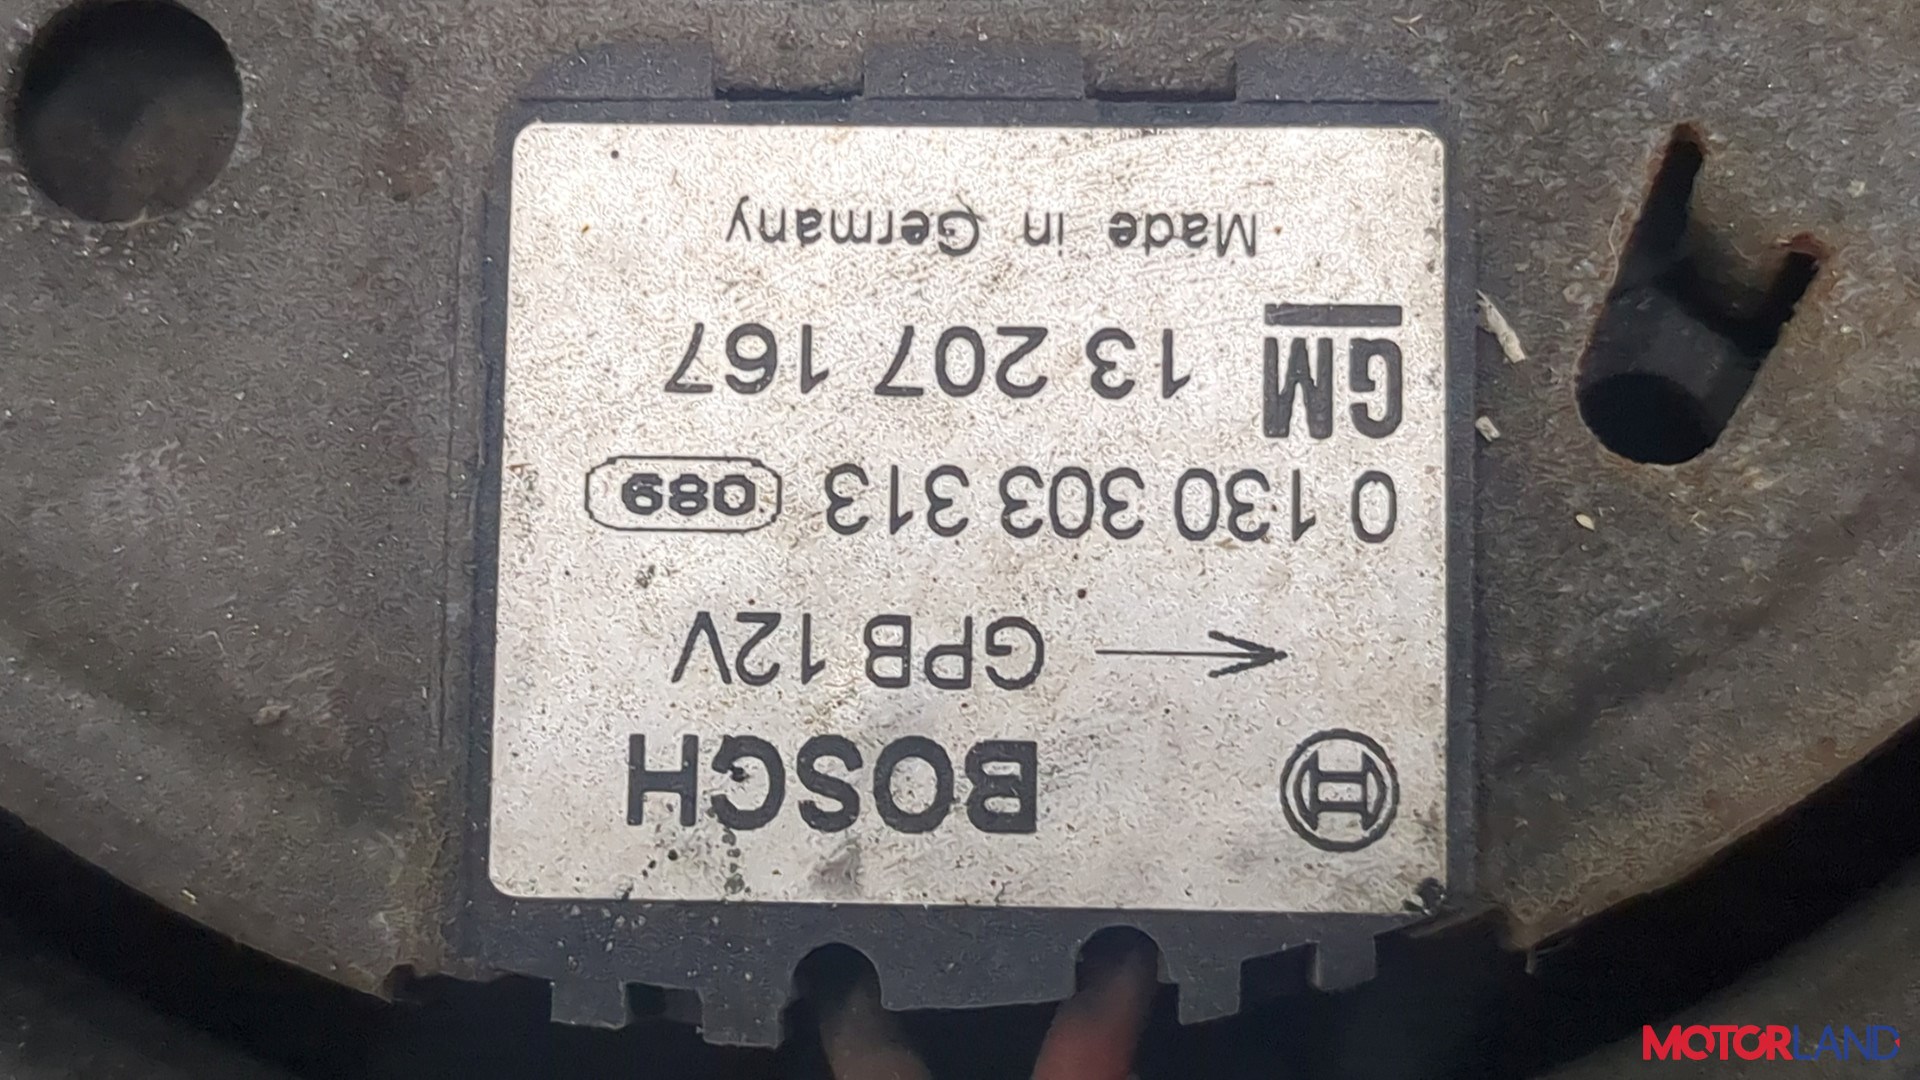 BOSCH
← GPB 12V
0 130 303 313 089
GM 13 207 167
Made in Germany
MOTORLAND